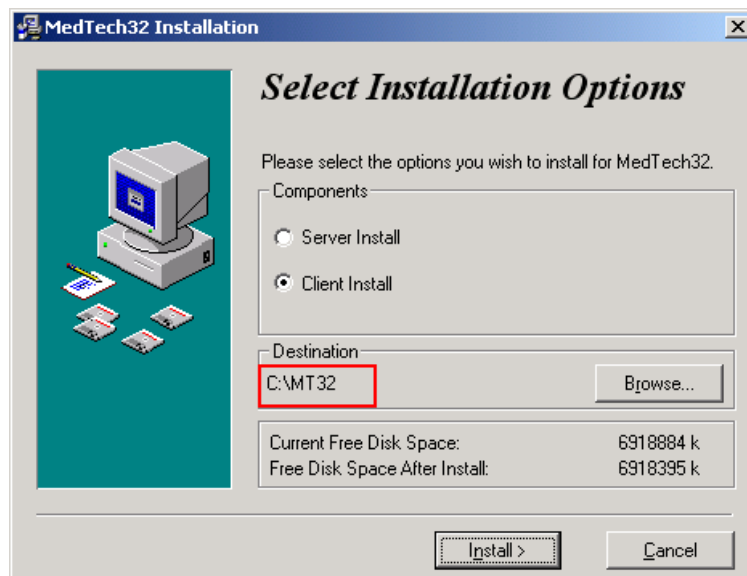 MedTech32 Installation
Select Installation Options
Please select the options you wish to install for MedTech32.
Components
Server Install
Client Install
Destination
C:\MT32
Browse...
Current Free Disk Space: 6918884 k
Free Disk Space After Install: 6918395 k
Install >
Cancel